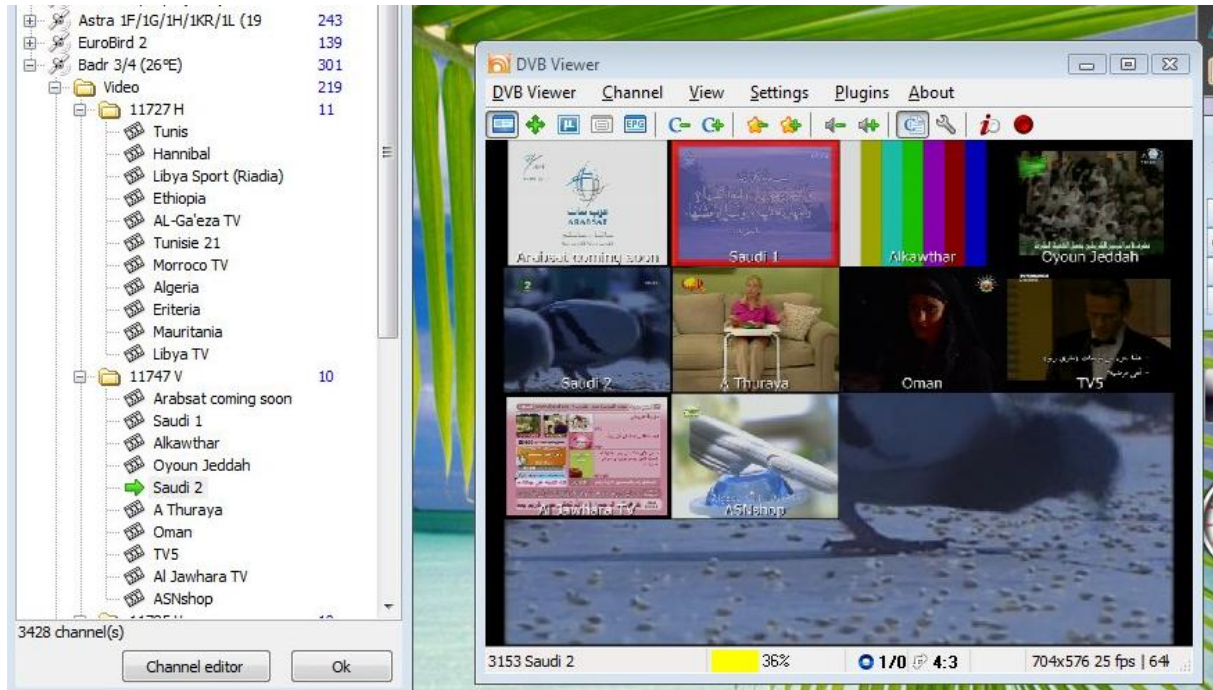 Astra 1F/1G/1H/1KR/1L (19 243
EuroBird 2 139
Badr 3/4 (26°E) 301
Video 219
11727 H 11
Tunis
Hannibal
Libya Sport (Riadia)
Ethiopia
AL-Ga'eza TV
Tunisie 21
Morroco TV
Algeria
Eriteria
Mauritania
Libya TV
11747 V 10
Arabsat coming soon
Saudi 1
Alkawthar
Oyoun Jeddah
Saudi 2
A Thuraya
Oman
TV5
Al Jawhara TV
ASNshop
3428 channel(s)
Channel editor Ok
DVB Viewer
DVB Viewer Channel View Settings Plugins About
EPG C- C+
عرب سات
ARABSAT
Arabsat coming soon Saudi 1 Alkawthar Oyoun Jeddah
2
Saudi 2 A Thuraya Oman TV5
Al Jawhara TV ASNshop
3153 Saudi 2 36% 1/0 4:3 704x576 25 fps | 64